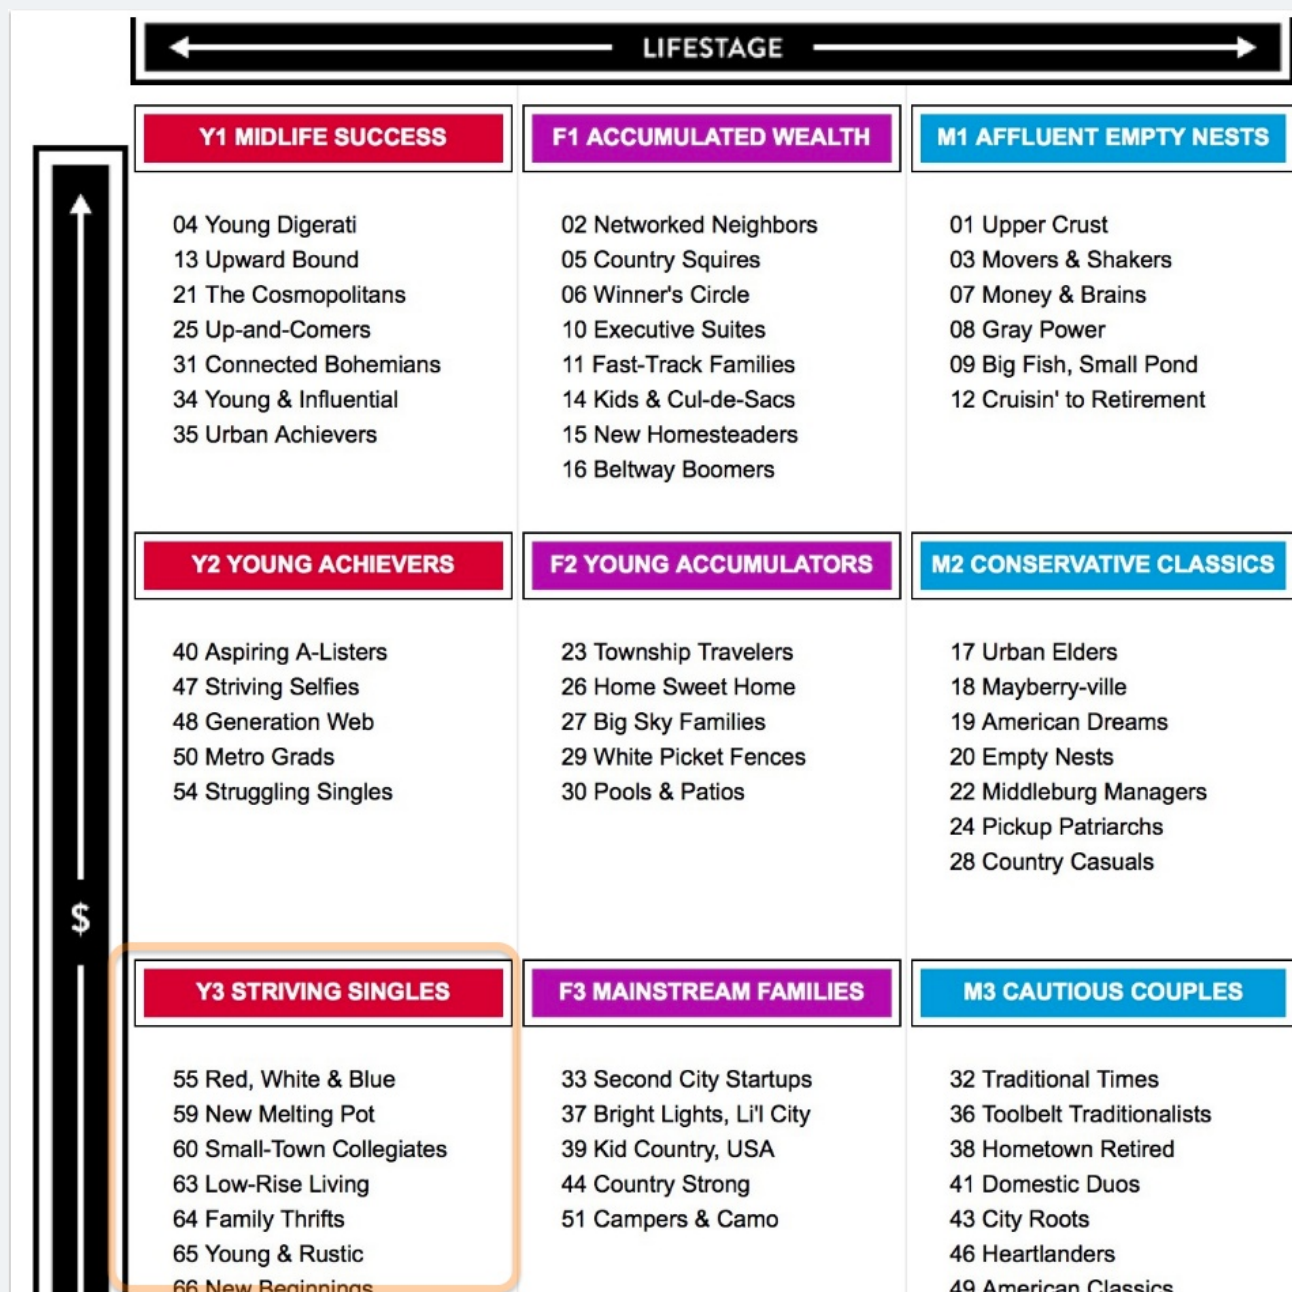 LIFESTAGE
$
Y1 MIDLIFE SUCCESS
04 Young Digerati
13 Upward Bound
21 The Cosmopolitans
25 Up-and-Comers
31 Connected Bohemians
34 Young & Influential
35 Urban Achievers
F1 ACCUMULATED WEALTH
02 Networked Neighbors
05 Country Squires
06 Winner's Circle
10 Executive Suites
11 Fast-Track Families
14 Kids & Cul-de-Sacs
15 New Homesteaders
16 Beltway Boomers
M1 AFFLUENT EMPTY NESTS
01 Upper Crust
03 Movers & Shakers
07 Money & Brains
08 Gray Power
09 Big Fish, Small Pond
12 Cruisin' to Retirement
Y2 YOUNG ACHIEVERS
40 Aspiring A-Listers
47 Striving Selfies
48 Generation Web
50 Metro Grads
54 Struggling Singles
F2 YOUNG ACCUMULATORS
23 Township Travelers
26 Home Sweet Home
27 Big Sky Families
29 White Picket Fences
30 Pools & Patios
M2 CONSERVATIVE CLASSICS
17 Urban Elders
18 Mayberry-ville
19 American Dreams
20 Empty Nests
22 Middleburg Managers
24 Pickup Patriarchs
28 Country Casuals
Y3 STRIVING SINGLES
55 Red, White & Blue
59 New Melting Pot
60 Small-Town Collegiates
63 Low-Rise Living
64 Family Thrifts
65 Young & Rustic
66 New Beginnings
F3 MAINSTREAM FAMILIES
33 Second City Startups
37 Bright Lights, Li'l City
39 Kid Country, USA
44 Country Strong
51 Campers & Camo
M3 CAUTIOUS COUPLES
32 Traditional Times
36 Toolbelt Traditionalists
38 Hometown Retired
41 Domestic Duos
43 City Roots
46 Heartlanders
49 American Classics